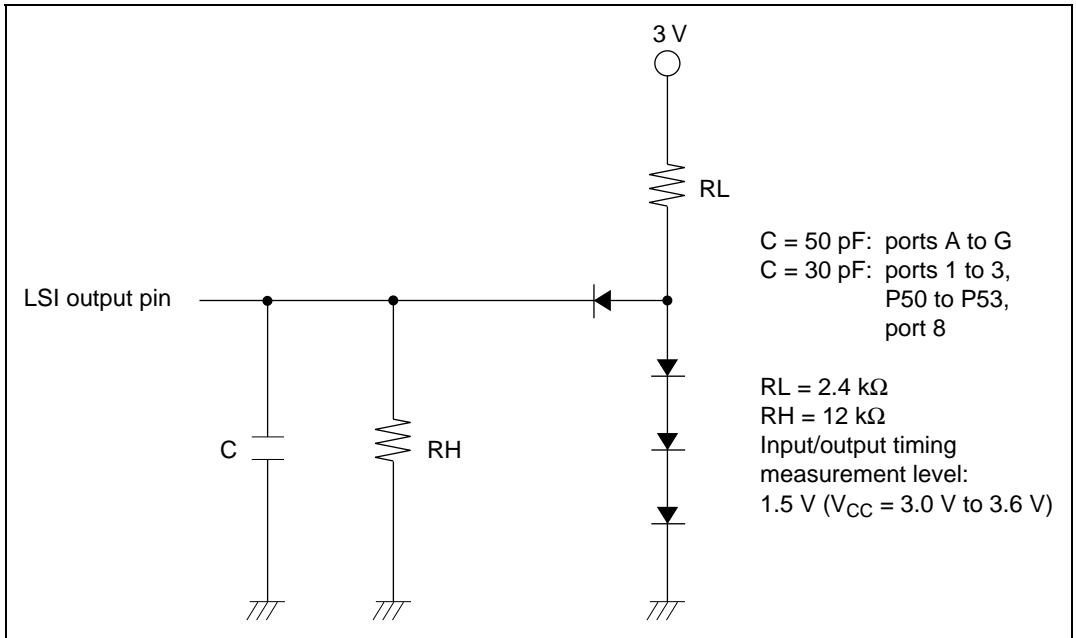 3 V
RL
C = 50 pF: ports A to G
C = 30 pF: ports 1 to 3,
P50 to P53,
port 8
LSI output pin
RL = 2.4 kΩ
RH = 12 kΩ
Input/output timing
measurement level:
1.5 V (VCC = 3.0 V to 3.6 V)
C
RH